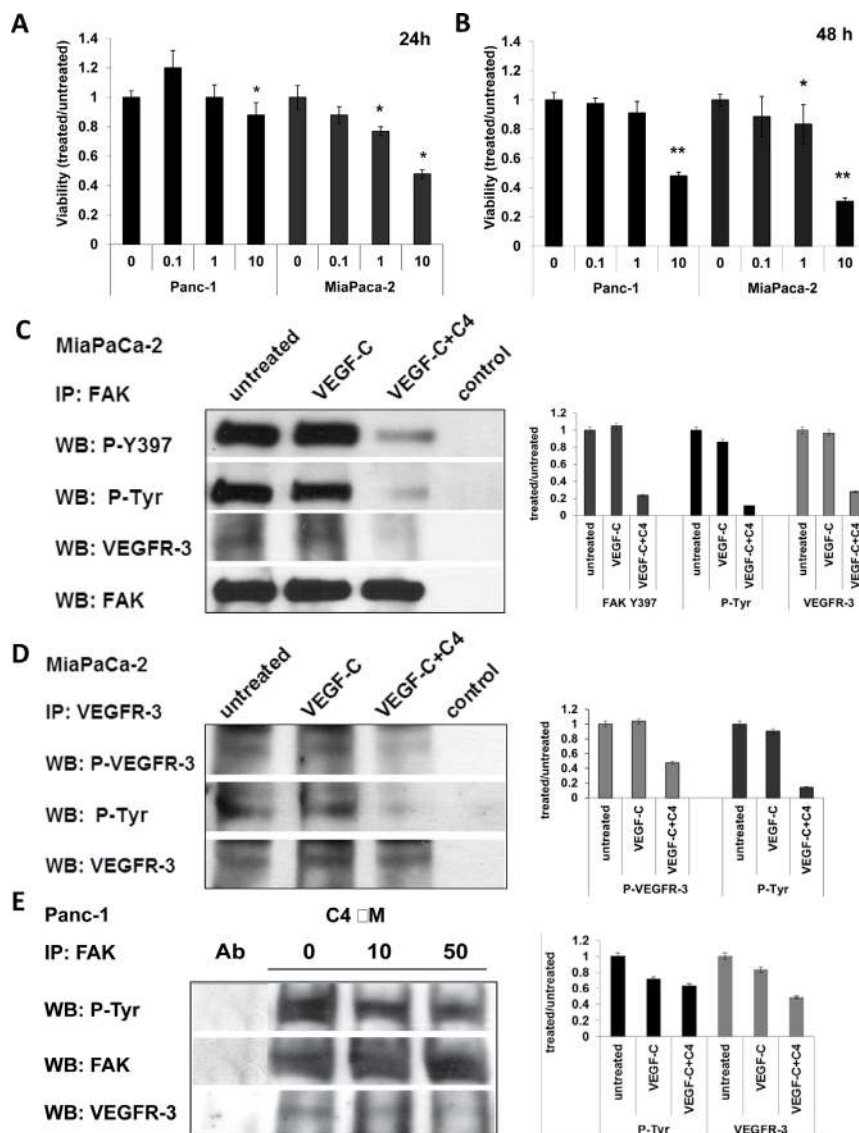 A
24h
Viability (treated/untreated)
1.4
1.2
1
0.8
0.6
0.4
0.2
0
*
*
*
0 0.1 1 10 0 0.1 1 10
Panc-1 MiaPaca-2
B
48 h
Viability (treated/untreated)
1.4
1.2
1
0.8
0.6
0.4
0.2
0
**
*
**
0 0.1 1 10 0 0.1 1 10
Panc-1 MiaPaca-2
C
MiaPaCa-2
untreated VEGF-C VEGF-C+C4 control
IP: FAK
WB: P-Y397
WB: P-Tyr
WB: VEGFR-3
WB: FAK
treated/untreated
1.2
1
0.8
0.6
0.4
0.2
0
untreated VEGF-C VEGF-C+C4 untreated VEGF-C VEGF-C+C4 untreated VEGF-C VEGF-C+C4
FAK Y397 P-Tyr VEGFR-3
D
MiaPaCa-2
untreated VEGF-C VEGF-C+C4 control
IP: VEGFR-3
WB: P-VEGFR-3
WB: P-Tyr
WB: VEGFR-3
treated/untreated
1.2
1
0.8
0.6
0.4
0.2
0
untreated VEGF-C VEGF-C+C4 untreated VEGF-C VEGF-C+C4
P-VEGFR-3 P-Tyr
E
Panc-1 C4 □M
IP: FAK Ab 0 10 50
WB: P-Tyr
WB: FAK
WB: VEGFR-3
treated/untreated
1.2
1
0.8
0.6
0.4
0.2
0
untreated VEGF-C VEGF-C+C4 untreated VEGF-C VEGF-C+C4
P-Tyr VEGFR-3